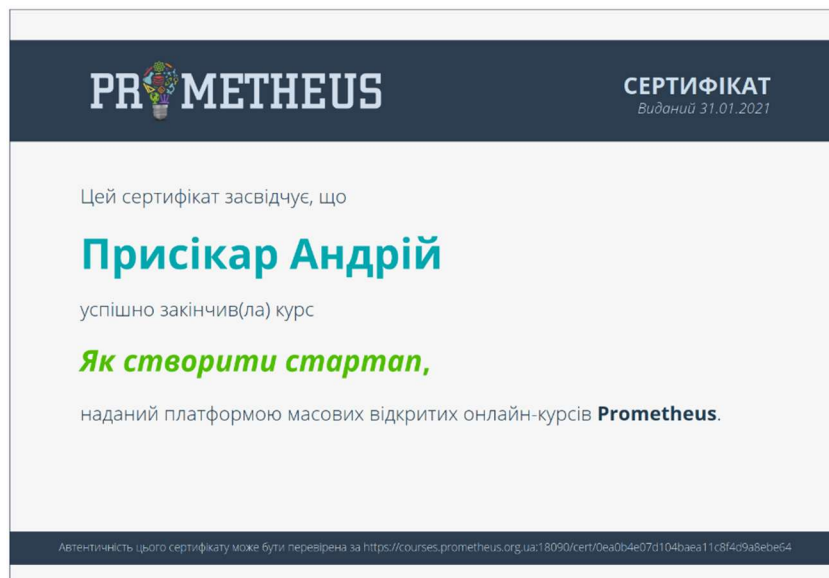 PROMETHEUS
СЕРТИФІКАТ
Виданий 31.01.2021
Цей сертифікат засвідчує, що
Присікар Андрій
успішно закінчив(ла) курс
Як створити стартап,
наданий платформою масових відкритих онлайн-курсів Prometheus.
Автентичність цього сертифікату може бути перевірена за https://courses.prometheus.org.ua:18090/cert/0ea0b4e07d104baea11c8f4d9a8ebe64